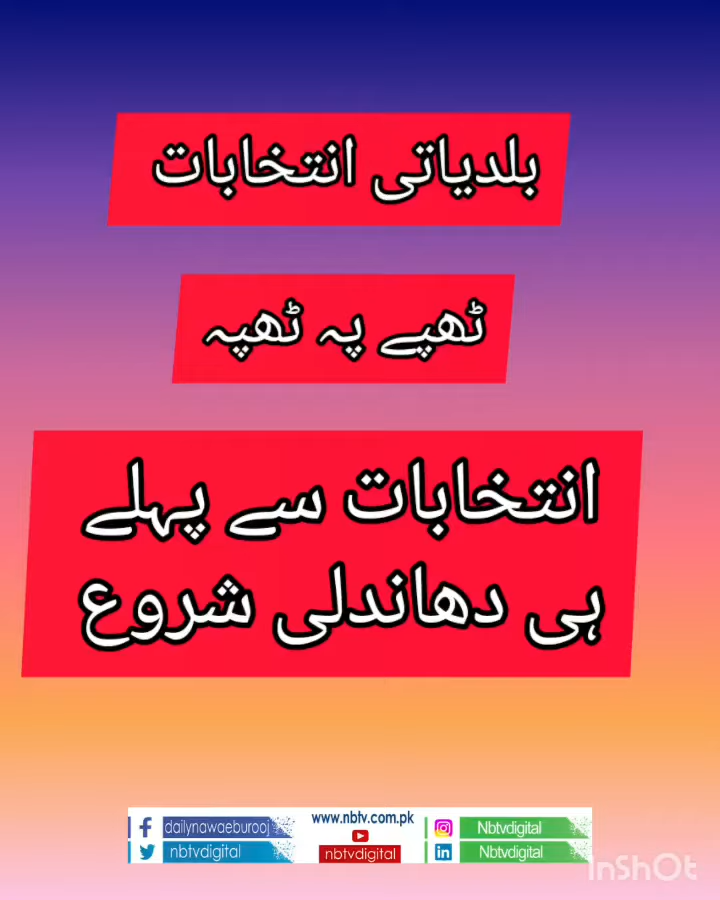 بلدیاتی انتخابات
ٹھپے پہ ٹھپہ
انتخابات سے پہلے
ہی دھاندلی شروع
dailynawaeburooj
www.nbtv.com.pk
Nbtvdigital
nbtvdigital
nbtvdigital
Nbtvdigital
InShOt